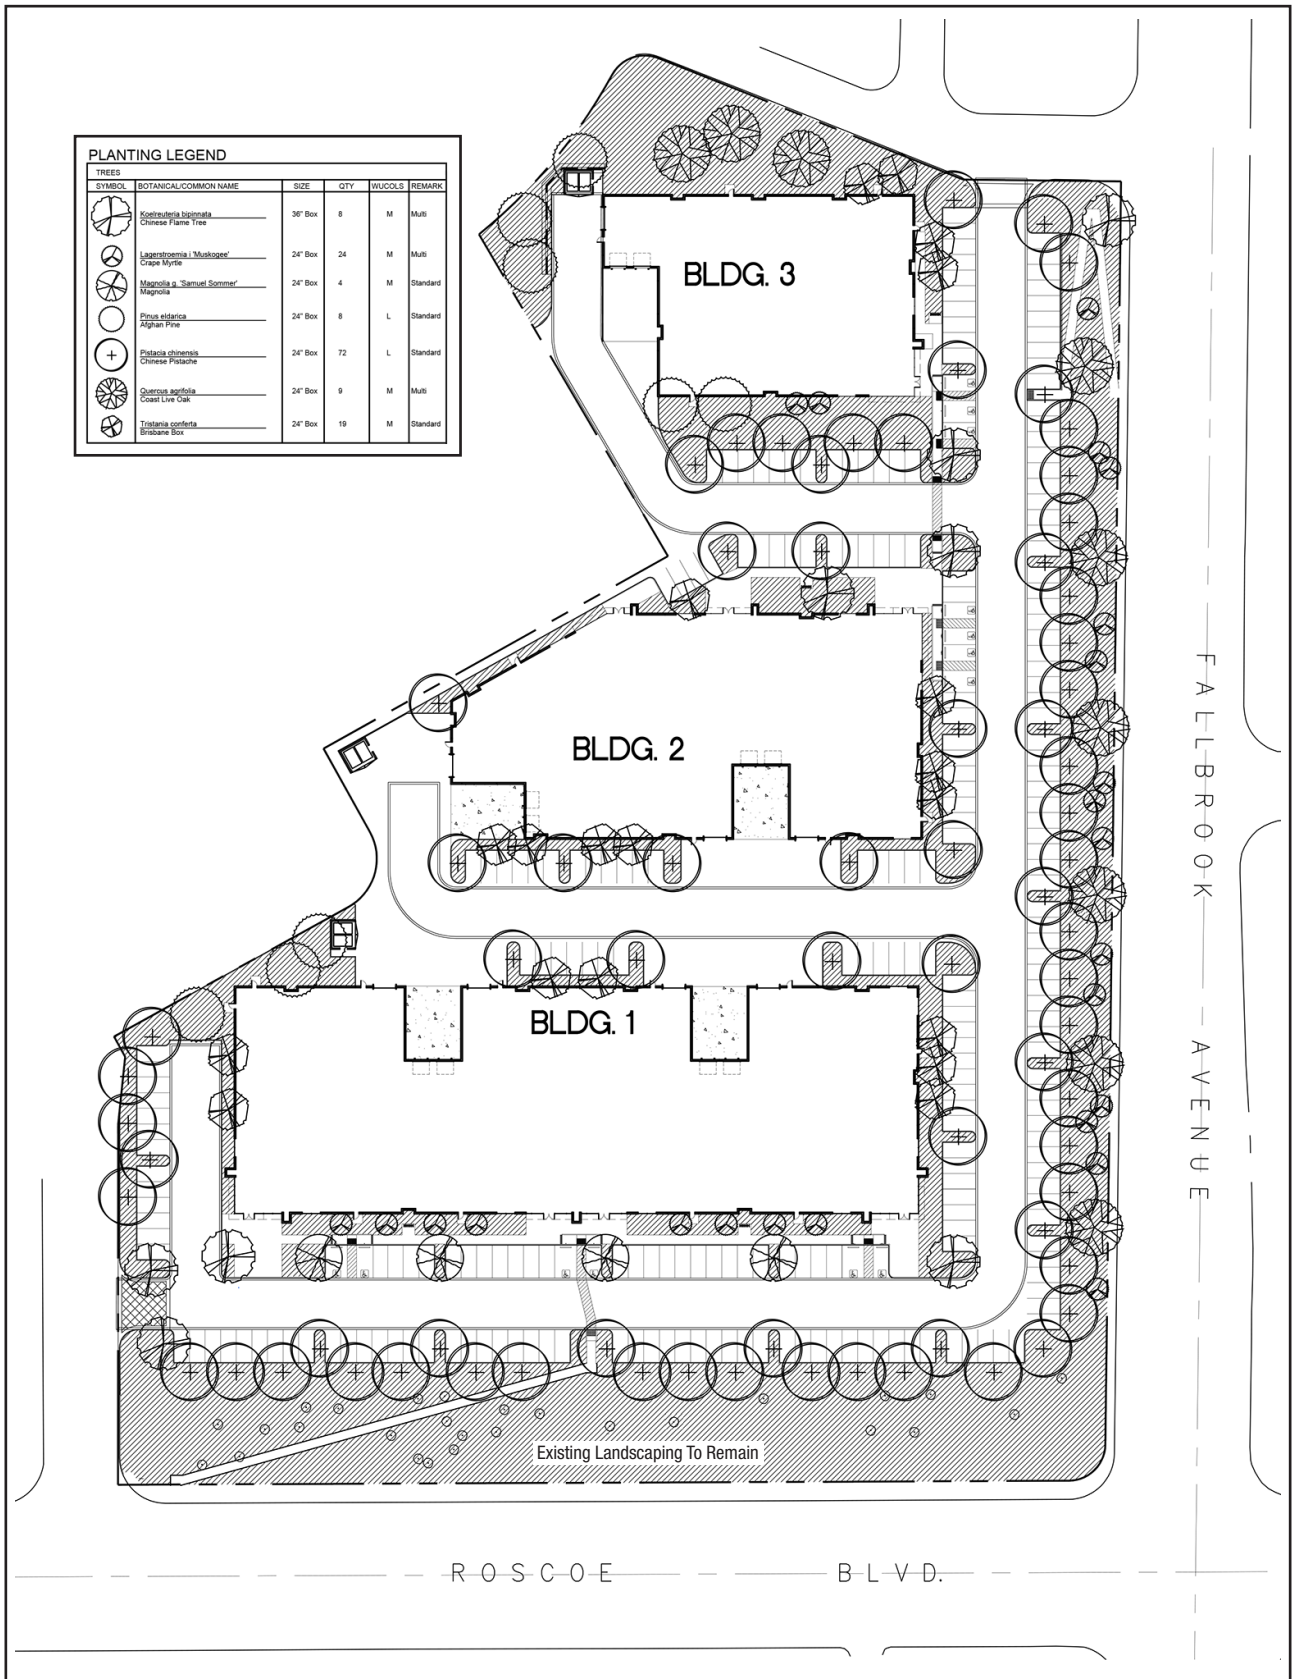 PLANTING LEGEND
TREES
SYMBOL BOTANICAL/COMMON NAME SIZE QTY WUCOLS REMARK
Koelreuteria bipinnata 36" Box 8 M Multi
Chinese Flame Tree
Lagerstroemia i 'Muskogee' 24" Box 24 M Multi
Crape Myrtle
Magnolia g. 'Samuel Sommer' 24" Box 4 M Standard
Magnolia
Pinus eldarica 24" Box 8 L Standard
Afghan Pine
Pistacia chinensis 24" Box 72 L Standard
Chinese Pistache
Quercus agrifolia 24" Box 9 M Multi
Coast Live Oak
Tristania conferta 24" Box 19 M Standard
Brisbane Box
BLDG. 3
BLDG. 2
BLDG. 1
FALLBROOK AVENUE
Existing Landscaping To Remain
ROSCOE BLVD.